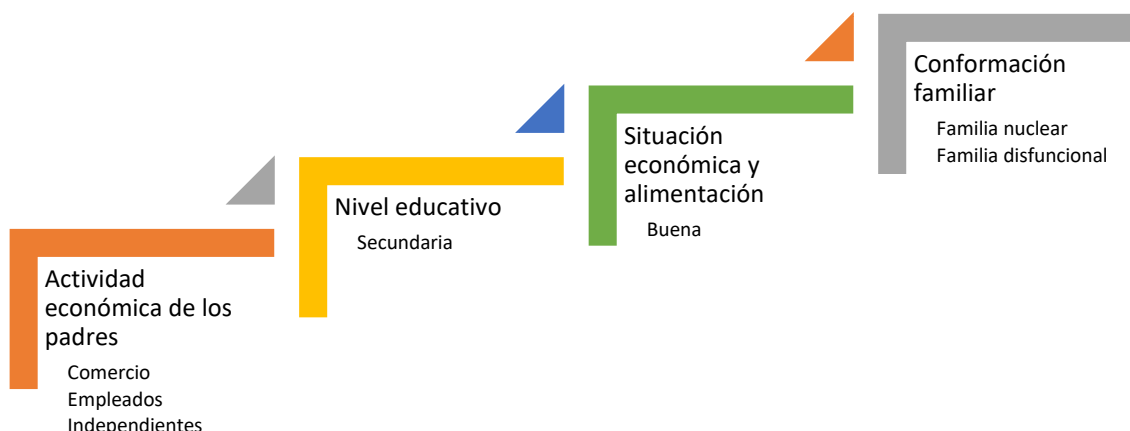 Actividad
económica de los
padres
Comercio
Empleados
Independientes
Nivel educativo
Secundaria
Situación
económica y
alimentación
Buena
Conformación
familiar
Familia nuclear
Familia disfuncional